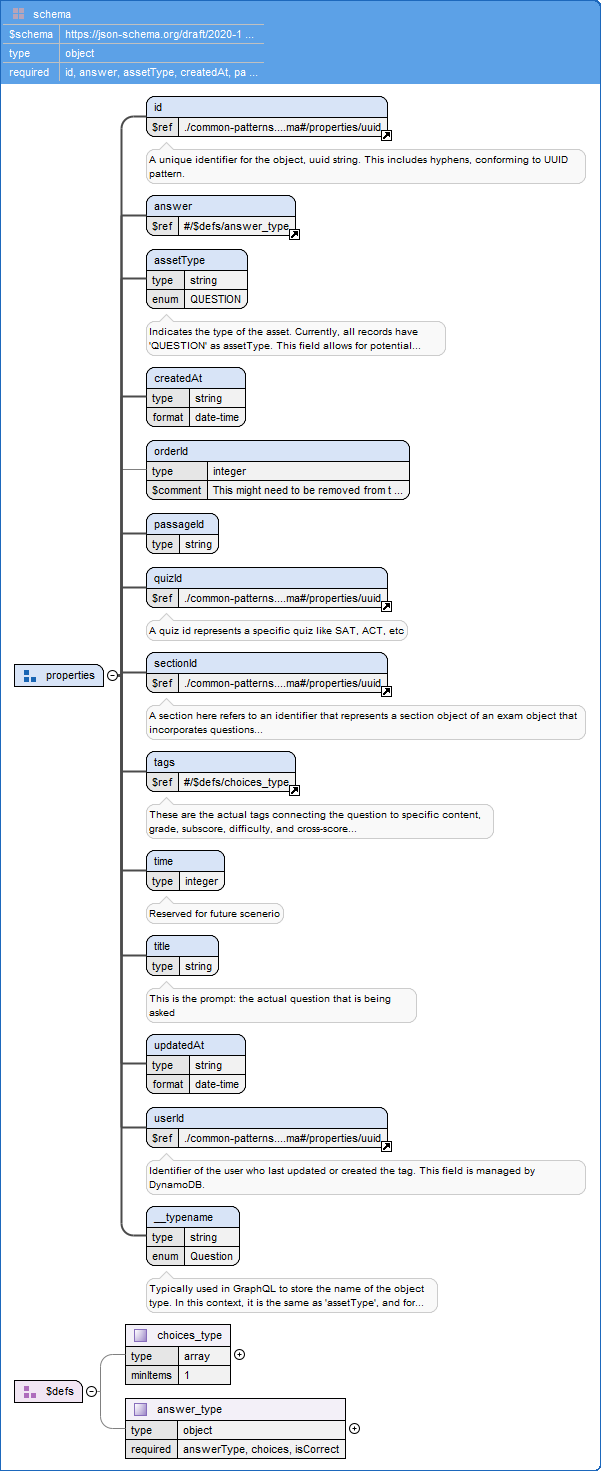 schema
$schema https://json-schema.org/draft/2020-1 ...
type object
required id, answer, assetType, createdAt, pa ...
id
$ref ./common-patterns....ma#/properties/uuid
A unique identifier for the object, uuid string. This includes hyphens, conforming to UUID
pattern.
answer
$ref #/$defs/answer_type
assetType
type string
enum QUESTION
Indicates the type of the asset. Currently, all records have
'QUESTION' as assetType. This field allows for potential...
createdAt
type string
format date-time
orderId
type integer
$comment This might need to be removed from t ...
passageId
type string
quizId
$ref ./common-patterns....ma#/properties/uuid
A quiz id represents a specific quiz like SAT, ACT, etc
properties
sectionId
$ref ./common-patterns....ma#/properties/uuid
A section here refers to an identifier that represents a section object of an exam object that
incorporates questions...
tags
$ref #/$defs/choices_type
These are the actual tags connecting the question to specific content,
grade, subscore, difficulty, and cross-score...
time
type integer
Reserved for future scenerio
title
type string
This is the prompt: the actual question that is being
asked
updatedAt
type string
format date-time
userId
$ref ./common-patterns....ma#/properties/uuid
Identifier of the user who last updated or created the tag. This field is managed by
DynamoDB.
__typename
type string
enum Question
Typically used in GraphQL to store the name of the object
type. In this context, it is the same as 'assetType', and for...
$defs
choices_type
type array
minItems 1
answer_type
type object
required answerType, choices, isCorrect